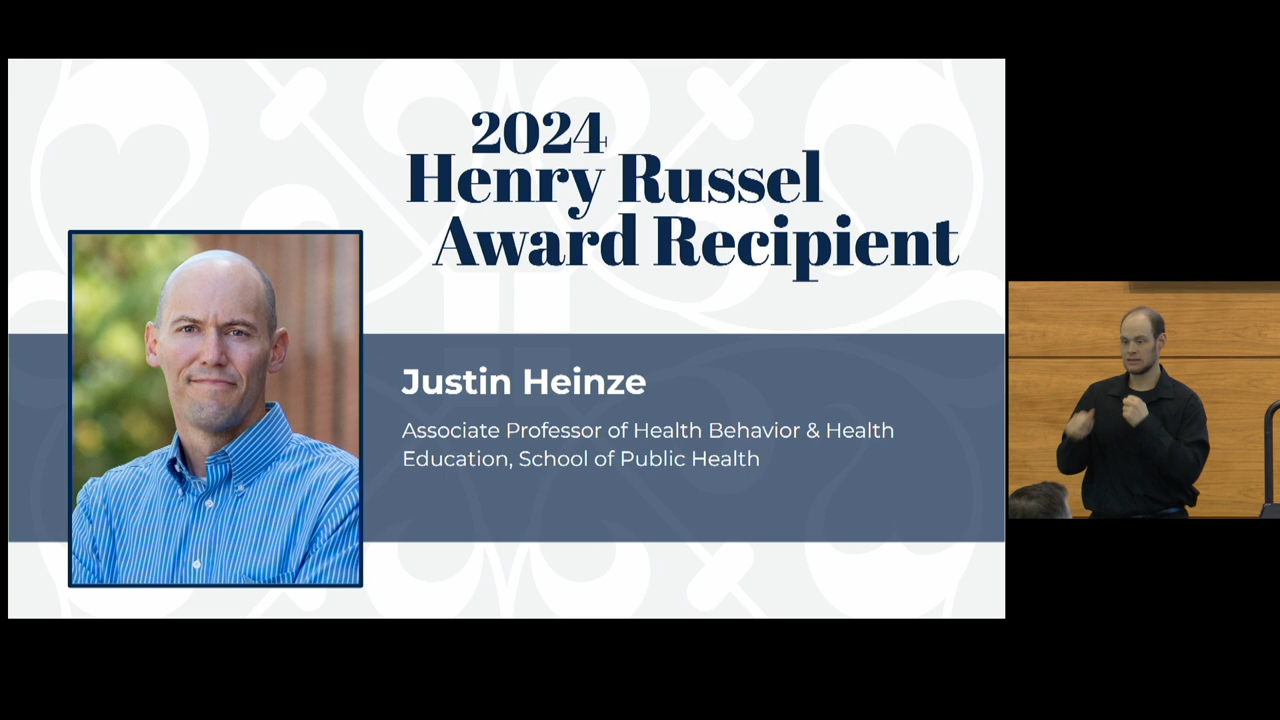 2024
Henry Russel
Award Recipient
Justin Heinze
Associate Professor of Health Behavior & Health
Education, School of Public Health